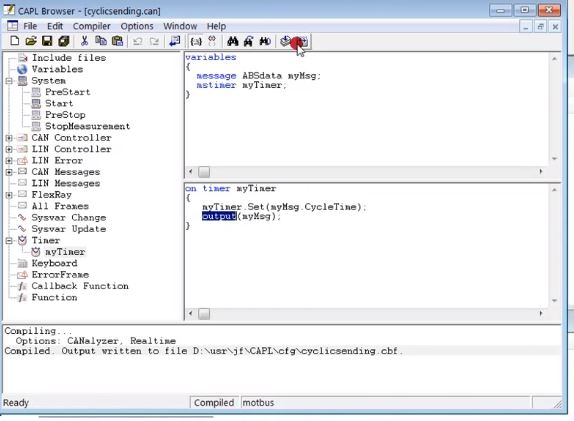 CAPL Browser - [cyclicsending.can]
File Edit Compiler Options Window Help
Include files
Variables
System
PreStart
Start
PreStop
StopMeasurement
CAN Controller
LIN Controller
LIN Error
CAN Messages
LIN Messages
FlexRay
All Frames
Sysvar Change
Sysvar Update
Timer
myTimer
Keyboard
ErrorFrame
Callback Function
Function
variables
{
message ABSdata myMsg;
mstimer myTimer;
}
on timer myTimer
{
myTimer.Set(myMsg.CycleTime);
output(myMsg);
}
Compiling...
Options: CANalyzer, Realtime
Compiled. Output written to file D:\usr\jf\CAPL\cfg\cyclicsending.cbf.
Ready Compiled motbus